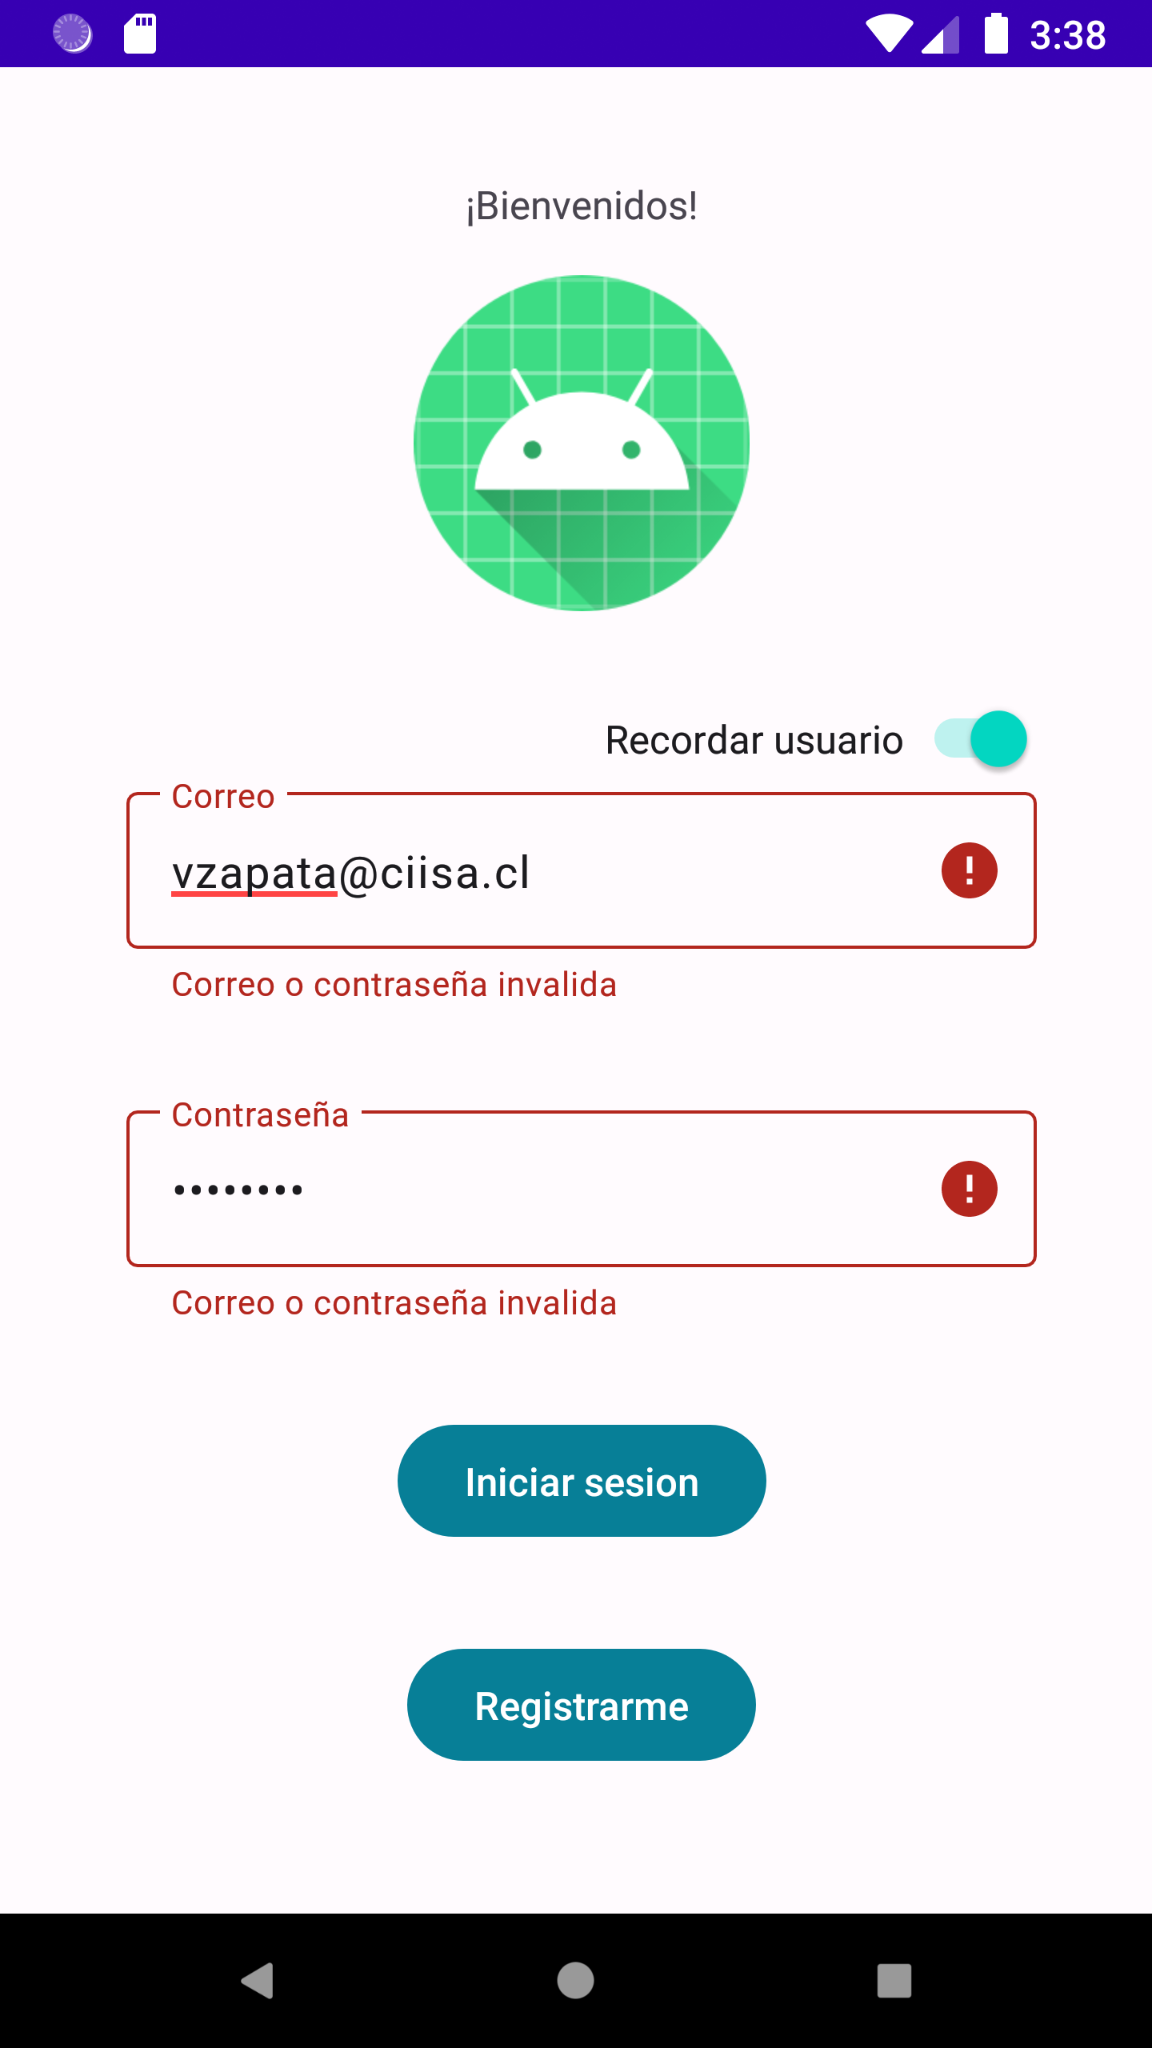 3:38
¡Bienvenidos!
Recordar usuario
Correo
vzapata@ciisa.cl
Correo o contraseña invalida
Contraseña
••••••••
Correo o contraseña invalida
Iniciar sesion
Registrarme